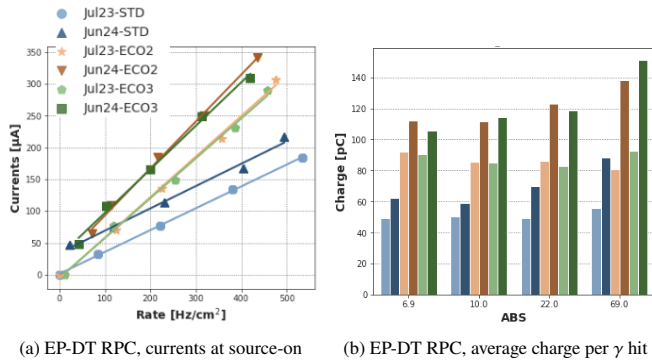 Jul23-STD
Jun24-STD
Jul23-ECO2
Jun24-ECO2
Jul23-ECO3
Jun24-ECO3
350
300
250
200
150
100
50
0
Currents [μA]
0 100 200 300 400 500
Rate [Hz/cm²]
(a) EP-DT RPC, currents at source-on
140
120
100
80
60
40
20
0
Charge [pC]
6.9 10.0 22.0 69.0
ABS
(b) EP-DT RPC, average charge per γ hit